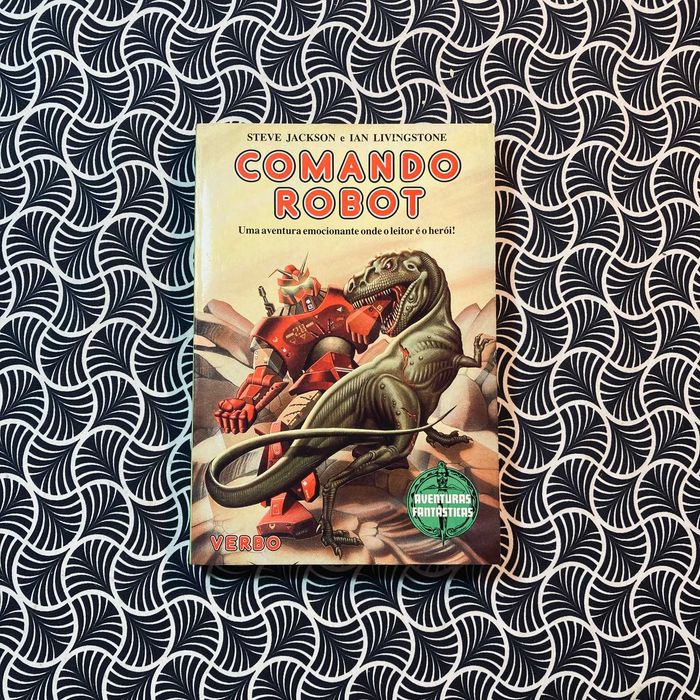 STEVE JACKSON e IAN LIVINGSTONE
COMANDO
ROBOT
Uma aventura emocionante onde o leitor é o herói!
AVENTURAS
FANTÁSTICAS
VERBO